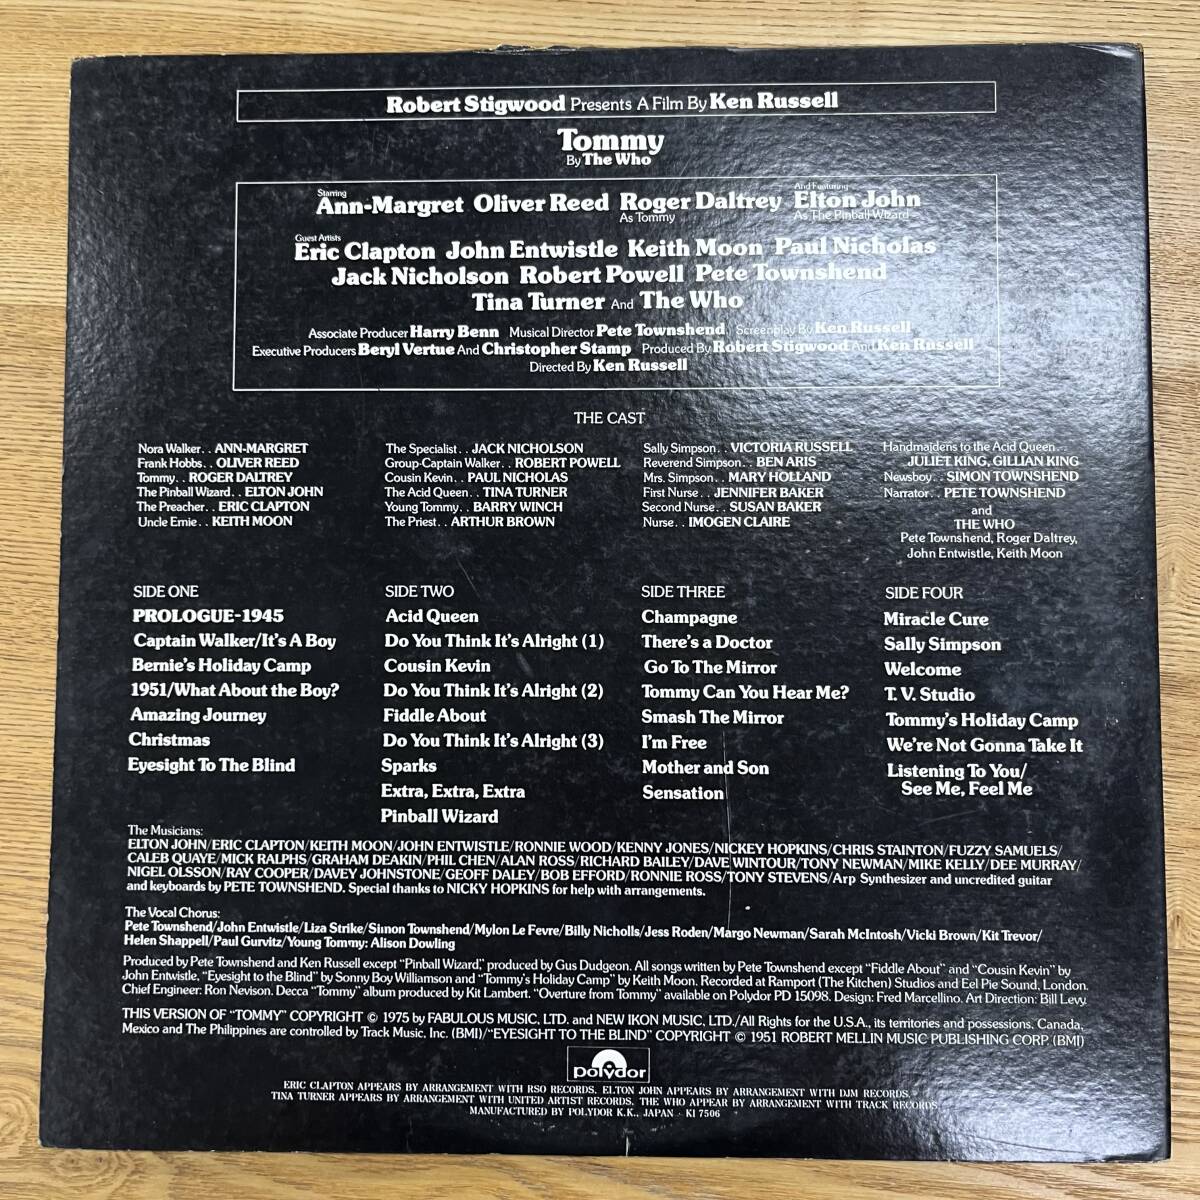 Robert Stigwood Presents A Film By Ken Russell
Tommy
By The Who
Starring
And Featuring
Ann-Margret Oliver Reed Roger Daltrey Elton John
As Tommy
As The Pinball Wizard
Guest Artists
Eric Clapton John Entwistle Keith Moon Paul Nicholas
Jack Nicholson Robert Powell Pete Townshend
Tina Turner And The Who
Associate Producer Harry Benn Musical Director Pete Townshend Screenplay By Ken Russell
Executive Producers Beryl Vertue And Christopher Stamp Produced By Robert Stigwood And Ken Russell
Directed By Ken Russell
THE CAST
Nora Walker.. ANN-MARGRET
Frank Hobbs.. OLIVER REED
Tommy.. ROGER DALTREY
The Pinball Wizard.. ELTON JOHN
The Preacher.. ERIC CLAPTON
Uncle Ernie.. KEITH MOON
The Specialist.. JACK NICHOLSON
Group-Captain Walker.. ROBERT POWELL
Cousin Kevin.. PAUL NICHOLAS
The Acid Queen.. TINA TURNER
Young Tommy.. BARRY WINCH
The Priest.. ARTHUR BROWN
Sally Simpson.. VICTORIA RUSSELL
Reverend Simpson.. BEN ARIS
Mrs. Simpson.. MARY HOLLAND
First Nurse.. JENNIFER BAKER
Second Nurse.. SUSAN BAKER
Nurse.. IMOGEN CLAIRE
Handmaidens to the Acid Queen..
JULIET KING, GILLIAN KING
Newsboy.. SIMON TOWNSHEND
Narrator.. PETE TOWNSHEND
and
THE WHO
Pete Townshend, Roger Daltrey,
John Entwistle, Keith Moon
SIDE ONE
PROLOGUE-1945
Captain Walker/It's A Boy
Bernie's Holiday Camp
1951/What About the Boy?
Amazing Journey
Christmas
Eyesight To The Blind
SIDE TWO
Acid Queen
Do You Think It's Alright (1)
Cousin Kevin
Do You Think It's Alright (2)
Fiddle About
Do You Think It's Alright (3)
Sparks
Extra, Extra, Extra
Pinball Wizard
SIDE THREE
Champagne
There's a Doctor
Go To The Mirror
Tommy Can You Hear Me?
Smash The Mirror
I'm Free
Mother and Son
Sensation
SIDE FOUR
Miracle Cure
Sally Simpson
Welcome
T. V. Studio
Tommy's Holiday Camp
We're Not Gonna Take It
Listening To You/
See Me, Feel Me
The Musicians:
ELTON JOHN/ERIC CLAPTON/KEITH MOON/JOHN ENTWISTLE/RONNIE WOOD/KENNY JONES/NICKEY HOPKINS/CHRIS STAINTON/FUZZY SAMUELS/
CALEB QUAYE/MICK RALPHS/GRAHAM DEAKIN/PHIL CHEN/ALAN ROSS/RICHARD BAILEY/DAVE WINTOUR/TONY NEWMAN/MIKE KELLY/DEE MURRAY/
NIGEL OLSSON/RAY COOPER/DAVEY JOHNSTONE/GEOFF DALEY/BOB EFFORD/RONNIE ROSS/TONY STEVENS/Arp Synthesizer and uncredited guitar
and keyboards by PETE TOWNSHEND. Special thanks to NICKY HOPKINS for help with arrangements.
The Vocal Chorus:
Pete Townshend/John Entwistle/Liza Strike/Simon Townshend/Mylon Le Fevre/Billy Nicholls/Jess Roden/Margo Newman/Sarah McIntosh/Vicki Brown/Kit Trevor/
Helen Shappell/Paul Gurvitz/Young Tommy: Alison Dowling
Produced by Pete Townshend and Ken Russell except "Pinball Wizard," produced by Gus Dudgeon. All songs written by Pete Townshend except "Fiddle About" and "Cousin Kevin" by
John Entwistle, "Eyesight to the Blind" by Sonny Boy Williamson and "Tommy's Holiday Camp" by Keith Moon. Recorded at Ramport (The Kitchen) Studios and Eel Pie Sound, London.
Chief Engineer: Ron Nevison. Decca "Tommy" album produced by Kit Lambert. "Overture from Tommy" available on Polydor PD 15098. Design: Fred Marcellino. Art Direction: Bill Levy.
THIS VERSION OF "TOMMY" COPYRIGHT © 1975 by FABULOUS MUSIC, LTD. and NEW IKON MUSIC, LTD./All Rights for the U.S.A., its territories and possessions, Canada,
Mexico and The Philippines are controlled by Track Music, Inc. (BMI)/"EYESIGHT TO THE BLIND" COPYRIGHT © 1951 ROBERT MELLIN MUSIC PUBLISHING CORP. (BMI)
polydor
ERIC CLAPTON APPEARS BY ARRANGEMENT WITH RSO RECORDS. ELTON JOHN APPEARS BY ARRANGEMENT WITH DJM RECORDS.
TINA TURNER APPEARS BY ARRANGEMENT WITH UNITED ARTIST RECORDS. THE WHO APPEAR BY ARRANGEMENT WITH TRACK RECORDS.
MANUFACTURED BY POLYDOR K.K., JAPAN · KI 7506